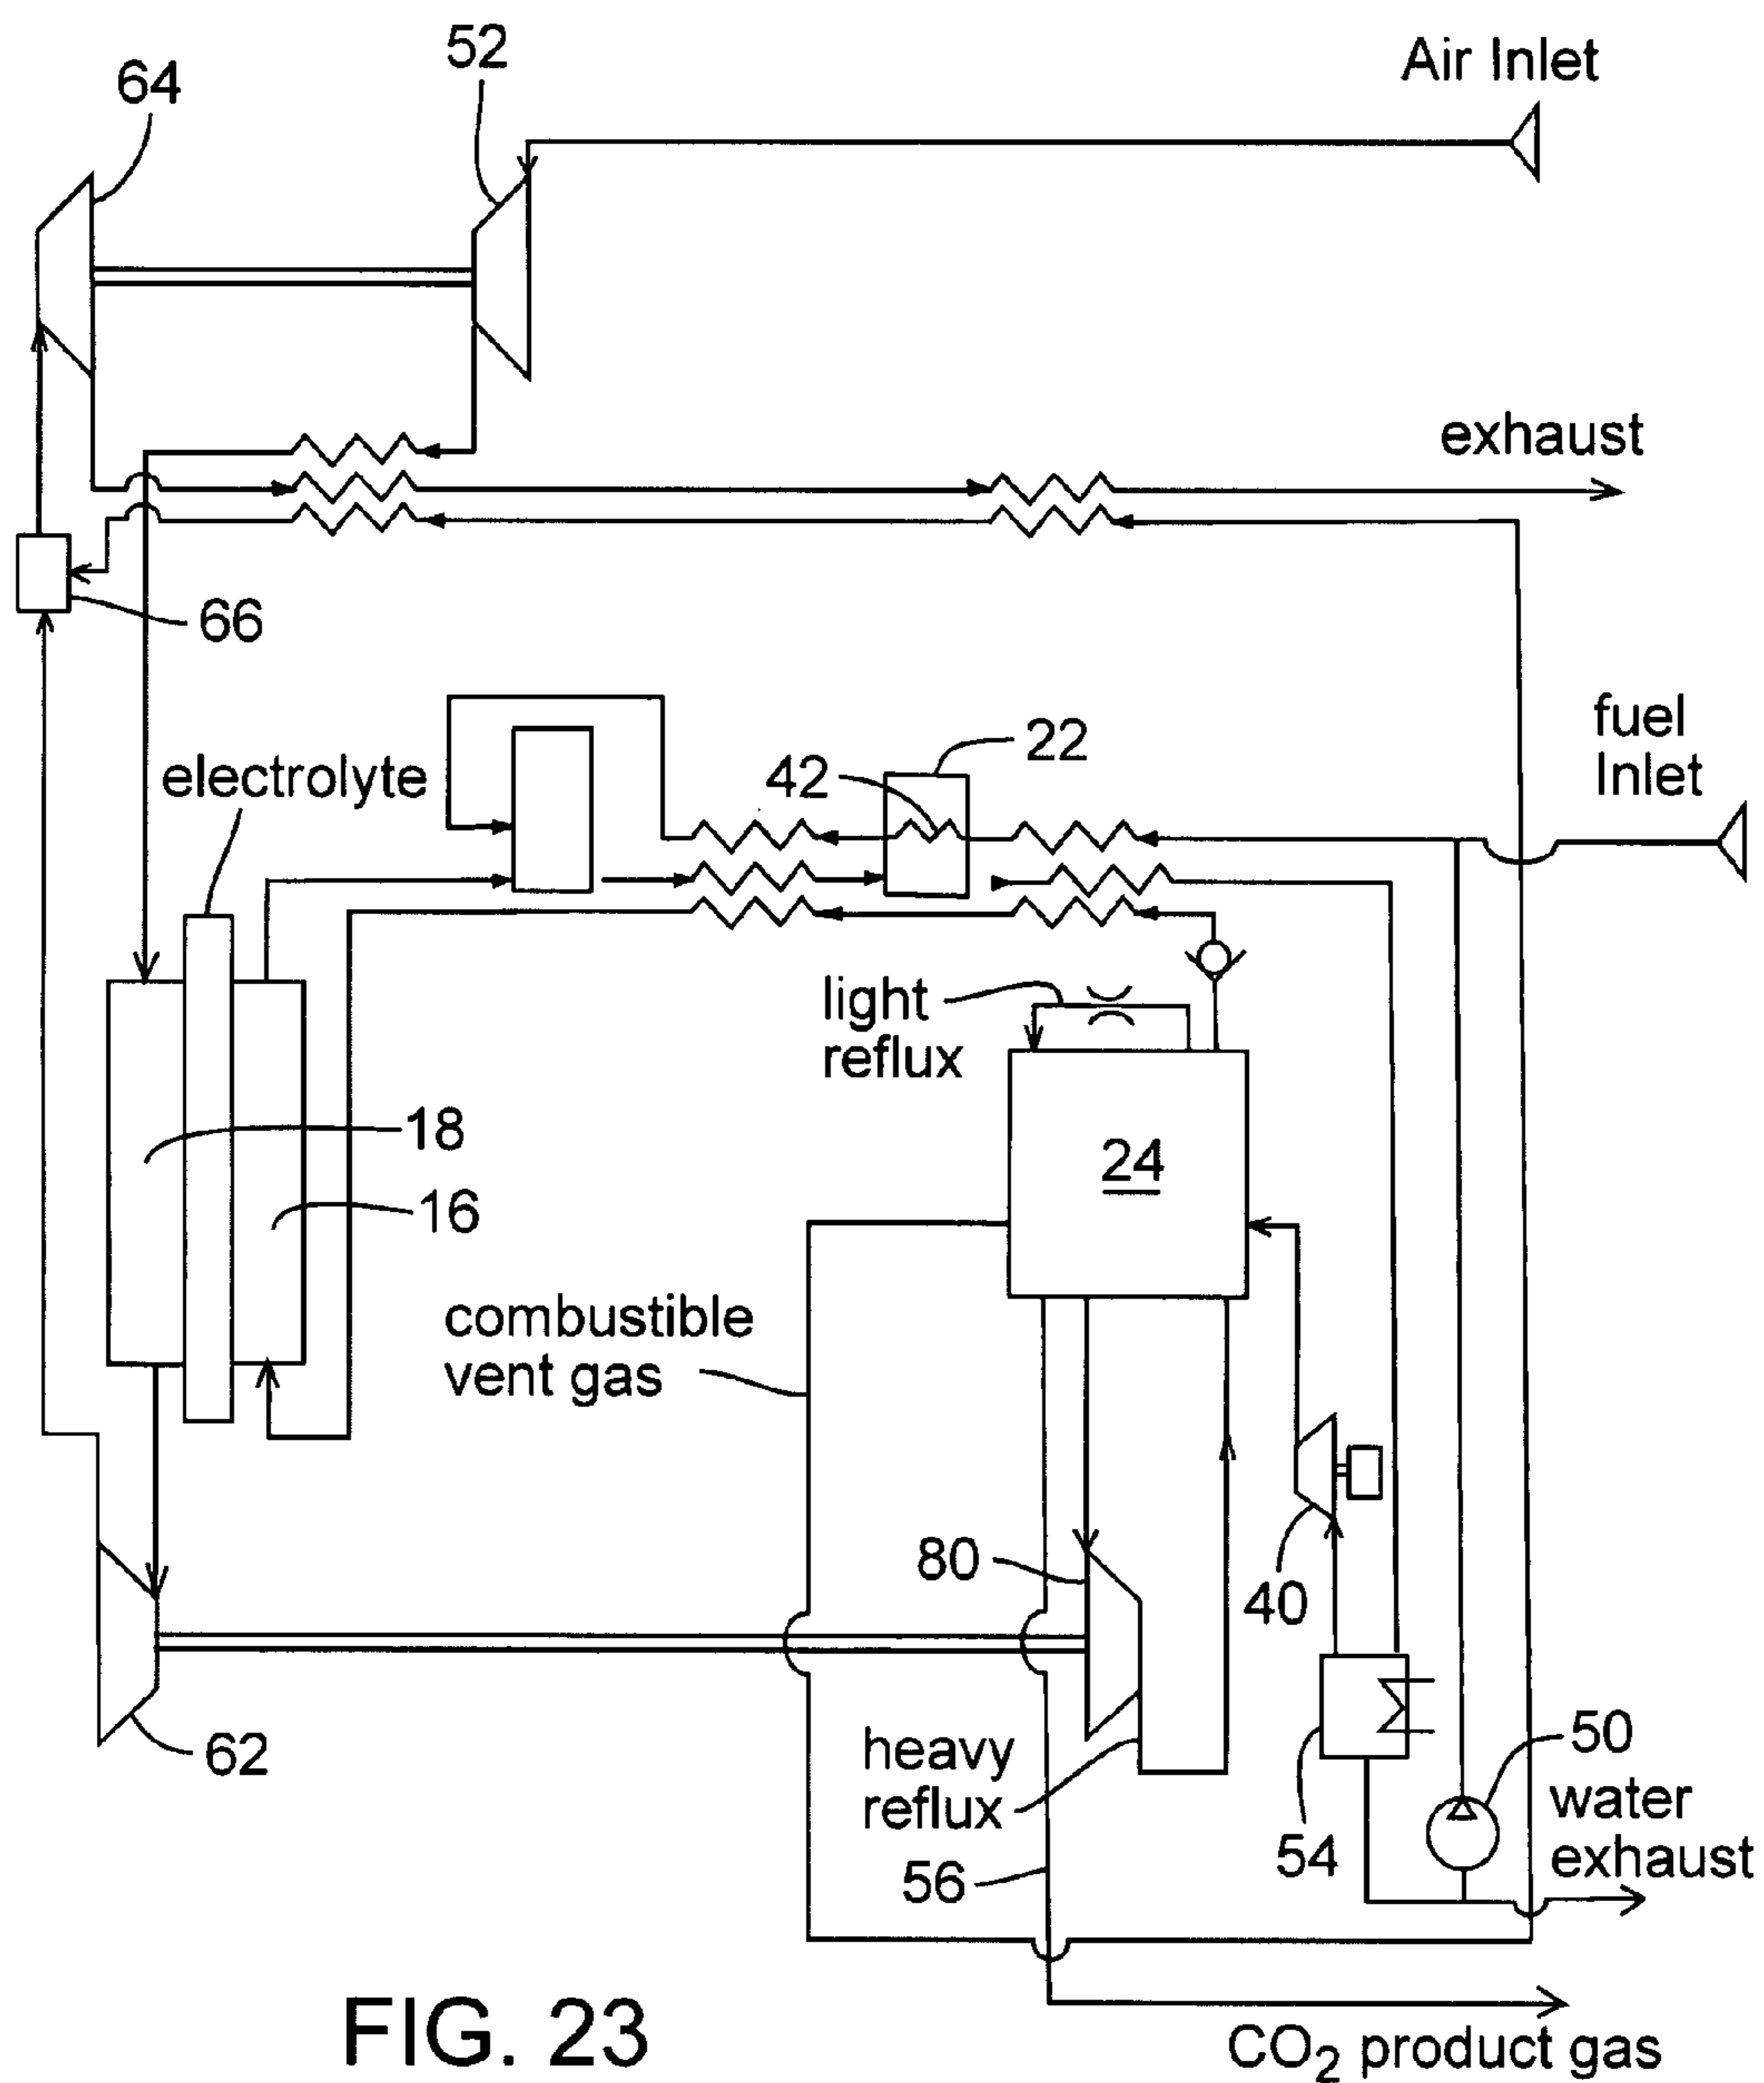 52
Air Inlet
64
exhaust
66
fuel
Inlet
22
42
electrolyte
light
reflux
18
24
16
combustible
vent gas
80
40
62
heavy
reflux
50
water
exhaust
54
56
FIG. 23
CO₂ product gas